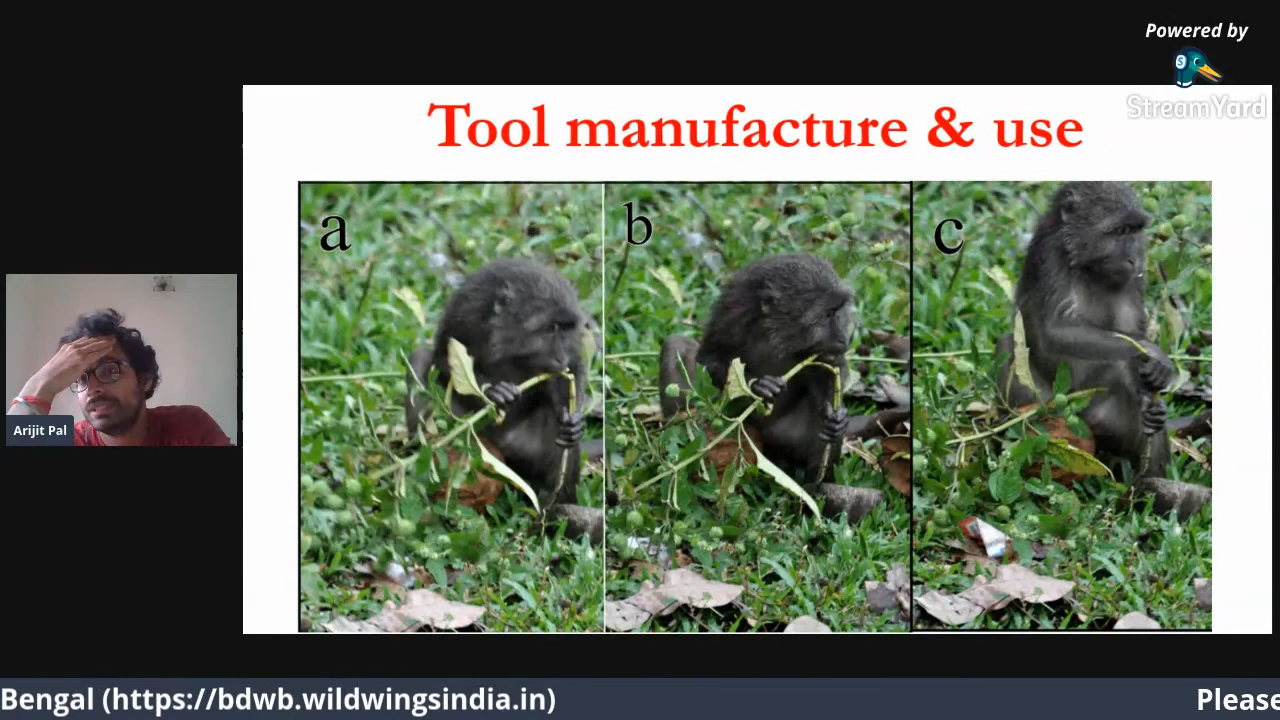 Powered by
StreamYard
Tool manufacture & use
a
b
c
Arijit Pal
Bengal (https://bdwb.wildwingsindia.in)
Please